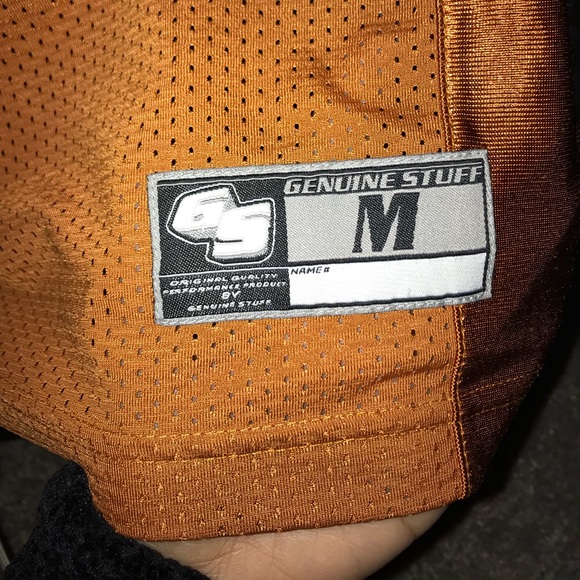 GS
GENUINE STUFF
M
NAME#
ORIGINAL QUALITY
PERFORMANCE PRODUCT
BY
GENUINE STUFF